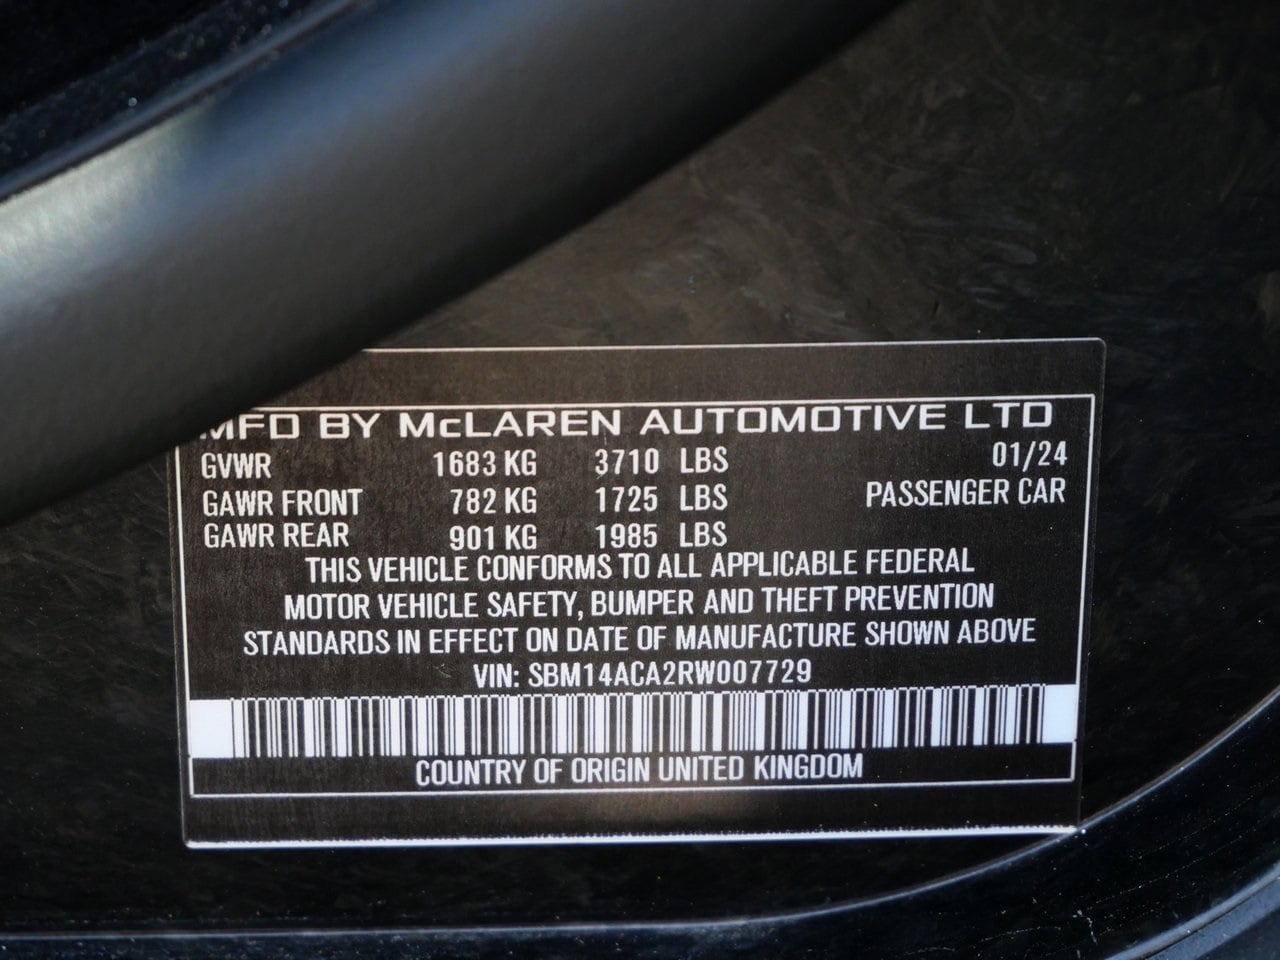 MFD BY McLAREN AUTOMOTIVE LTD
GVWR 1683 KG 3710 LBS 01/24
GAWR FRONT 782 KG 1725 LBS PASSENGER CAR
GAWR REAR 901 KG 1985 LBS
THIS VEHICLE CONFORMS TO ALL APPLICABLE FEDERAL
MOTOR VEHICLE SAFETY, BUMPER AND THEFT PREVENTION
STANDARDS IN EFFECT ON DATE OF MANUFACTURE SHOWN ABOVE
VIN: SBM14ACA2RW007729
COUNTRY OF ORIGIN UNITED KINGDOM